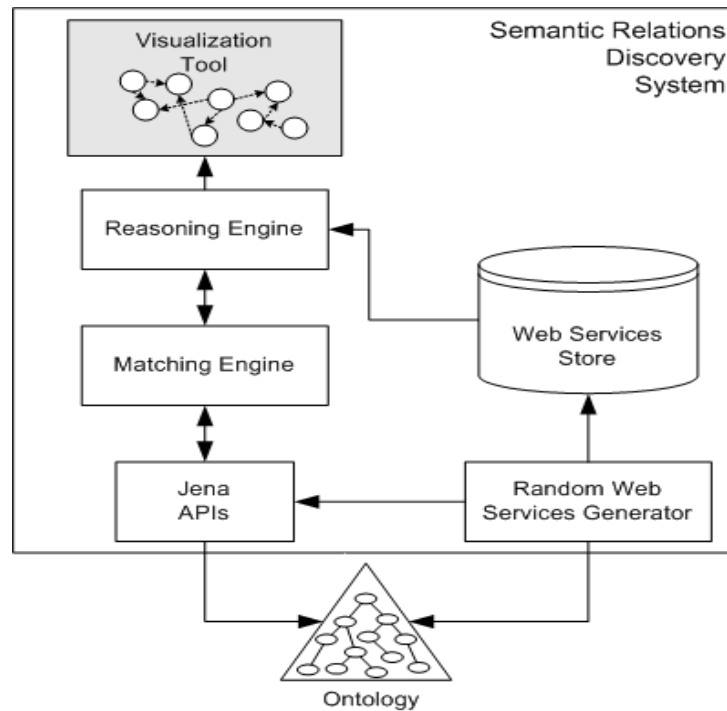 Visualization
Tool
Semantic Relations
Discovery
System
Reasoning Engine
Web Services
Store
Matching Engine
Jena
APIs
Random Web
Services Generator
Ontology